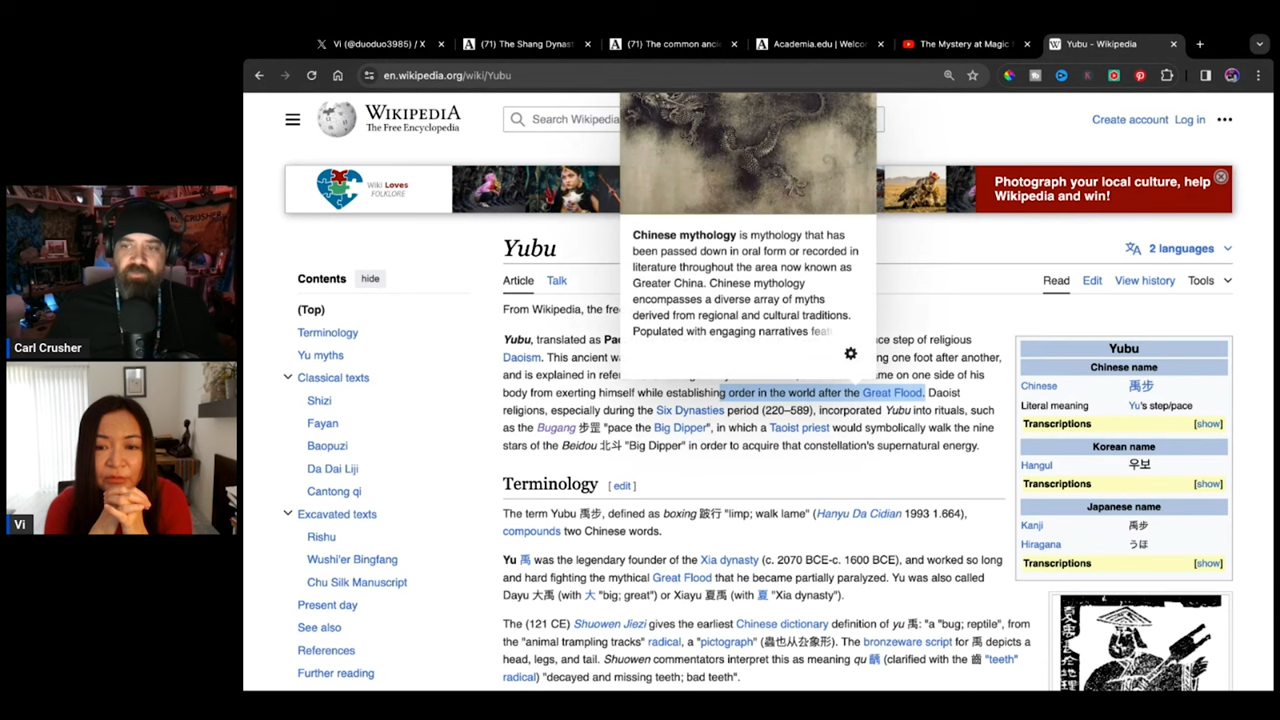 Vi (@duoduo3985) / X
(71) The Shang Dynast
(71) The common anci
Academia.edu | Welco
The Mystery at Magic
Yubu - Wikipedia
en.wikipedia.org/wiki/Yubu
WIKIPEDIA
The Free Encyclopedia
Search Wikipedia
Create account Log in
Wiki Loves
FOLKLORE
Photograph your local culture, help
Wikipedia and win!
Chinese mythology is mythology that has
been passed down in oral form or recorded in
literature throughout the area now known as
Greater China. Chinese mythology
encompasses a diverse array of myths
derived from regional and cultural traditions.
Populated with engaging narratives feat
CARL CRUSHER
Carl Crusher
Vi
Contents hide
(Top)
Terminology
Yu myths
Classical texts
Shizi
Fayan
Baopuzi
Da Dai Liji
Cantong qi
Excavated texts
Rishu
Wushi'er Bingfang
Chu Silk Manuscript
Present day
See also
References
Further reading
Yubu
2 languages
Article Talk
Read Edit View history Tools
From Wikipedia, the fre
Yubu, translated as Pa ce step of religious
Daoism. This ancient wa ng one foot after another,
and is explained in refer ame on one side of his
body from exerting himself while establishing order in the world after the Great Flood. Daoist
religions, especially during the Six Dynasties period (220–589), incorporated Yubu into rituals, such
as the Bugang 步罡 "pace the Big Dipper", in which a Taoist priest would symbolically walk the nine
stars of the Beidou 北斗 "Big Dipper" in order to acquire that constellation's supernatural energy.
Terminology [ edit ]
The term Yubu 禹步, defined as boxing 跛行 "limp; walk lame" (Hanyu Da Cidian 1993 1.664),
compounds two Chinese words.
Yu 禹 was the legendary founder of the Xia dynasty (c. 2070 BCE-c. 1600 BCE), and worked so long
and hard fighting the mythical Great Flood that he became partially paralyzed. Yu was also called
Dayu 大禹 (with 大 "big; great") or Xiayu 夏禹 (with 夏 "Xia dynasty").
The (121 CE) Shuowen Jiezi gives the earliest Chinese dictionary definition of yu 禹: "a "bug; reptile", from
the "animal trampling tracks" radical, a "pictograph" (蟲也从厹象形). The bronzeware script for 禹 depicts a
head, legs, and tail. Shuowen commentators interpret this as meaning qu 齲 (clarified with the 齒 "teeth"
radical) "decayed and missing teeth; bad teeth".
Yubu
Chinese name
Chinese 禹步
Literal meaning Yu's step/pace
Transcriptions [show]
Korean name
Hangul 우보
Transcriptions [show]
Japanese name
Kanji 禹步
Hiragana うほ
Transcriptions [show]